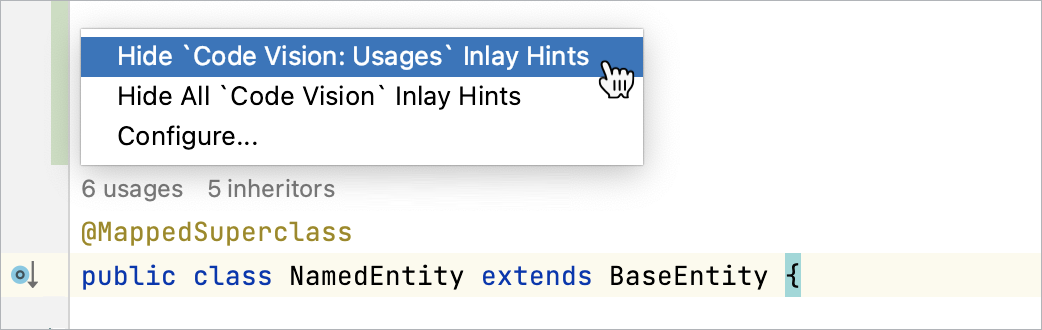 Hide `Code Vision: Usages` Inlay Hints
Hide All `Code Vision` Inlay Hints
Configure...
6 usages 5 inheritors
@MappedSuperclass
public class NamedEntity extends BaseEntity {